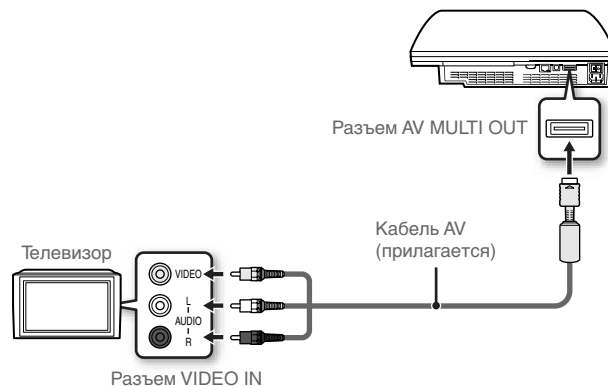 Разъем AV MULTI OUT
Кабель AV
(прилагается)
Телевизор
VIDEO
L
AUDIO
R
Разъем VIDEO IN